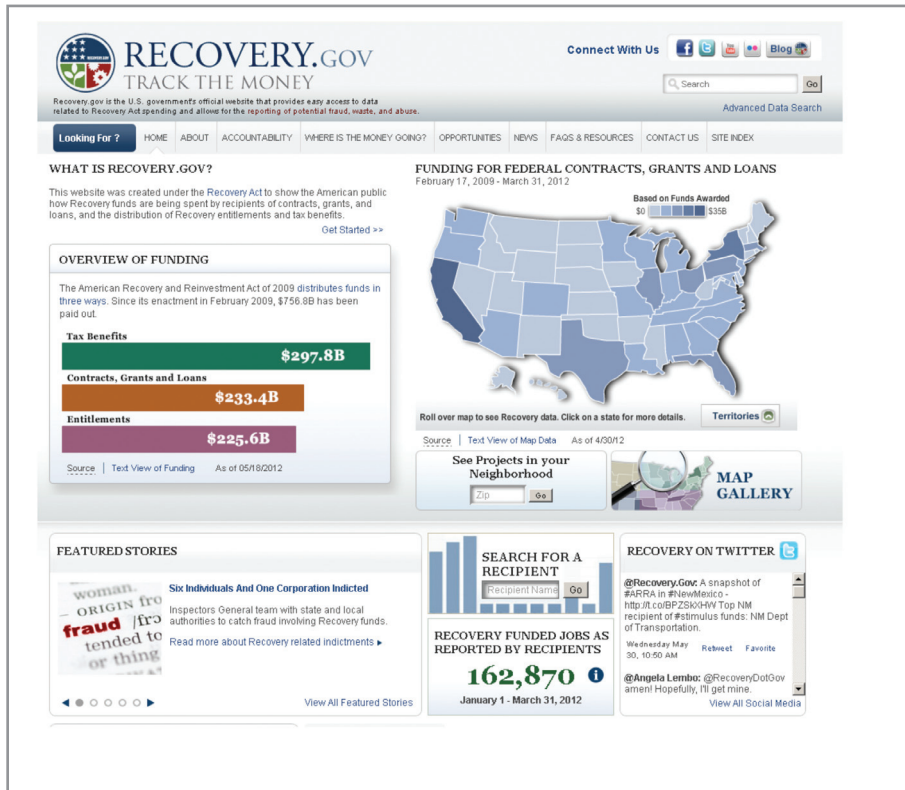 RECOVERY.GOV
TRACK THE MONEY
Recovery.gov is the U.S. government's official website that provides easy access to data
related to Recovery Act spending and allows for the reporting of potential fraud, waste, and abuse.
Connect With Us
Blog
Search
Go
Advanced Data Search
Looking For ?
HOME
ABOUT
ACCOUNTABILITY
WHERE IS THE MONEY GOING?
OPPORTUNITIES
NEWS
FAQS & RESOURCES
CONTACT US
SITE INDEX
WHAT IS RECOVERY.GOV?
This website was created under the Recovery Act to show the American public
how Recovery funds are being spent by recipients of contracts, grants, and
loans, and the distribution of Recovery entitlements and tax benefits.
Get Started >>
OVERVIEW OF FUNDING
The American Recovery and Reinvestment Act of 2009 distributes funds in
three ways. Since its enactment in February 2009, $756.8B has been
paid out.
Tax Benefits
$297.8B
Contracts, Grants and Loans
$233.4B
Entitlements
$225.6B
Source | Text View of Funding As of 05/18/2012
FUNDING FOR FEDERAL CONTRACTS, GRANTS AND LOANS
February 17, 2009 - March 31, 2012
Based on Funds Awarded
$0 $35B
Roll over map to see Recovery data. Click on a state for more details.
Territories
Source | Text View of Map Data As of 4/30/12
See Projects in your
Neighborhood
Zip
Go
MAP
GALLERY
FEATURED STORIES
woman.
ORIGIN fro
fraud /frɔ
tended to
or thing
Six Individuals And One Corporation Indicted
Inspectors General team with state and local
authorities to catch fraud involving Recovery funds.
Read more about Recovery related indictments
View All Featured Stories
SEARCH FOR A
RECIPIENT
Recipient Name
Go
RECOVERY FUNDED JOBS AS
REPORTED BY RECIPIENTS
162,870
January 1 - March 31, 2012
RECOVERY ON TWITTER
@Recovery.Gov: A snapshot of
#ARRA in #NewMexico -
http://t.co/BPZSkXHW Top NM
recipient of #stimulus funds: NM Dept
of Transportation.
Wednesday May
30, 10:50 AM
Retweet
Favorite
@Angela Lembo: @RecoveryDotGov
amen! Hopefully, I'll get mine.
View All Social Media